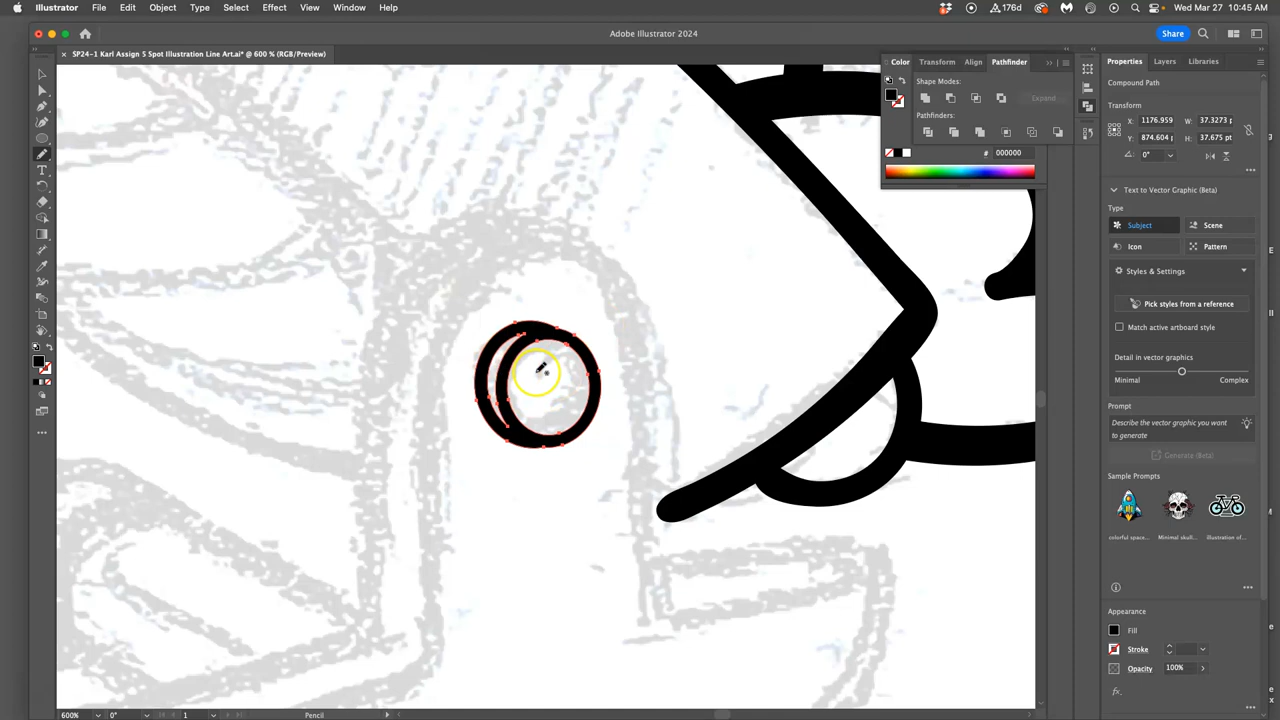 Illustrator File Edit Object Type Select Effect View Window Help 176d Wed Mar 27 10:45 AM
Adobe Illustrator 2024
Share
SP24-1 Karl Assign 5 Spot Illustration Line Art.ai* @ 600 % (RGB/Preview)
Color Transform Align Pathfinder
Shape Modes:
Expand
Pathfinders:
# 000000
Properties Layers Libraries
Compound Path
Transform
X: 1176.959 W: 37.3273 p
Y: 874.604 p H: 37.675 pt
0°
Text to Vector Graphic (Beta)
Type
Subject Scene
Icon Pattern
Styles & Settings
Pick styles from a reference
Match active artboard style
Detail in vector graphics
Minimal Complex
Prompt
Describe the vector graphic you want
to generate
Generate (Beta)
Sample Prompts
colorful space... Minimal skull... illustration of...
Appearance
Fill
Stroke
Opacity 100%
fx.
600% 0° 1 Pencil